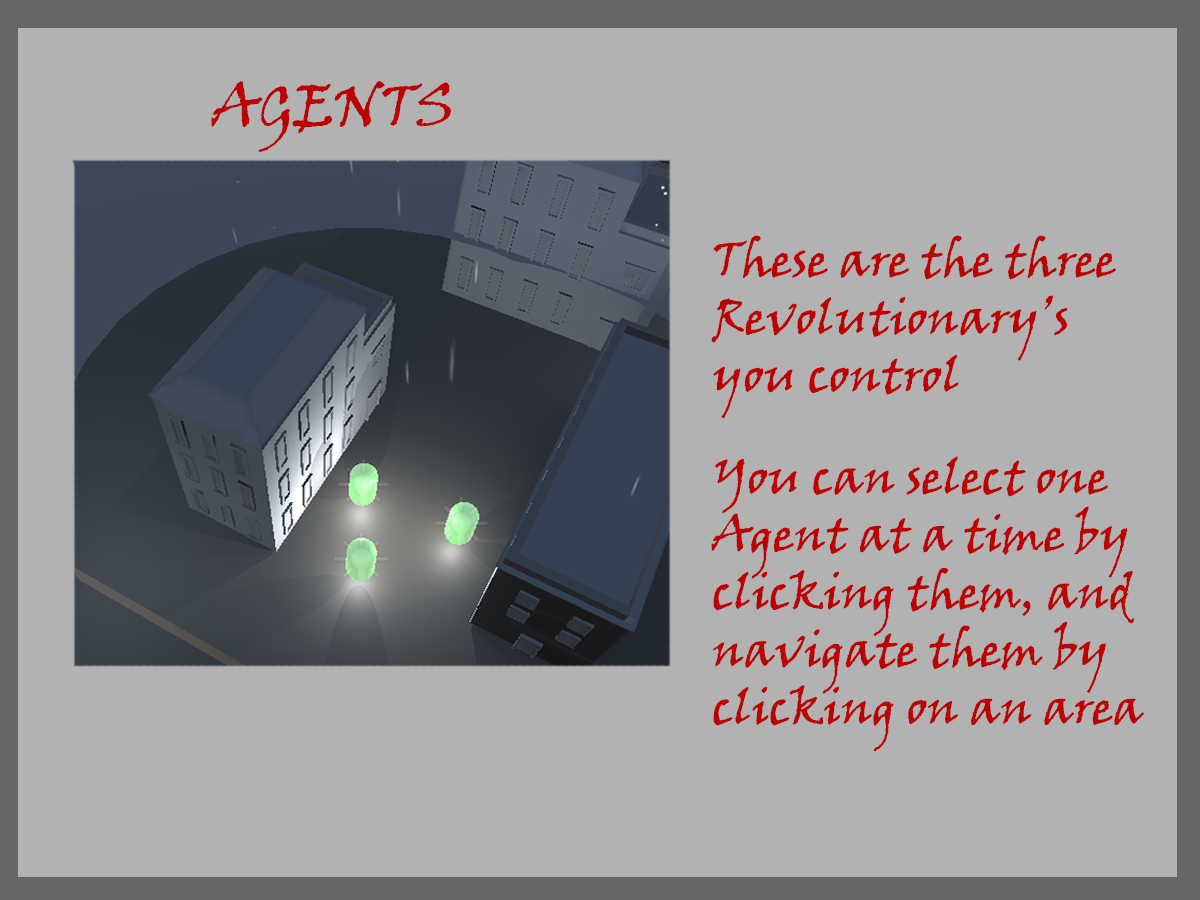 AGENTS
These are the three
Revolutionary’s
you control
You can select one
Agent at a time by
clicking them, and
navigate them by
clicking on an area